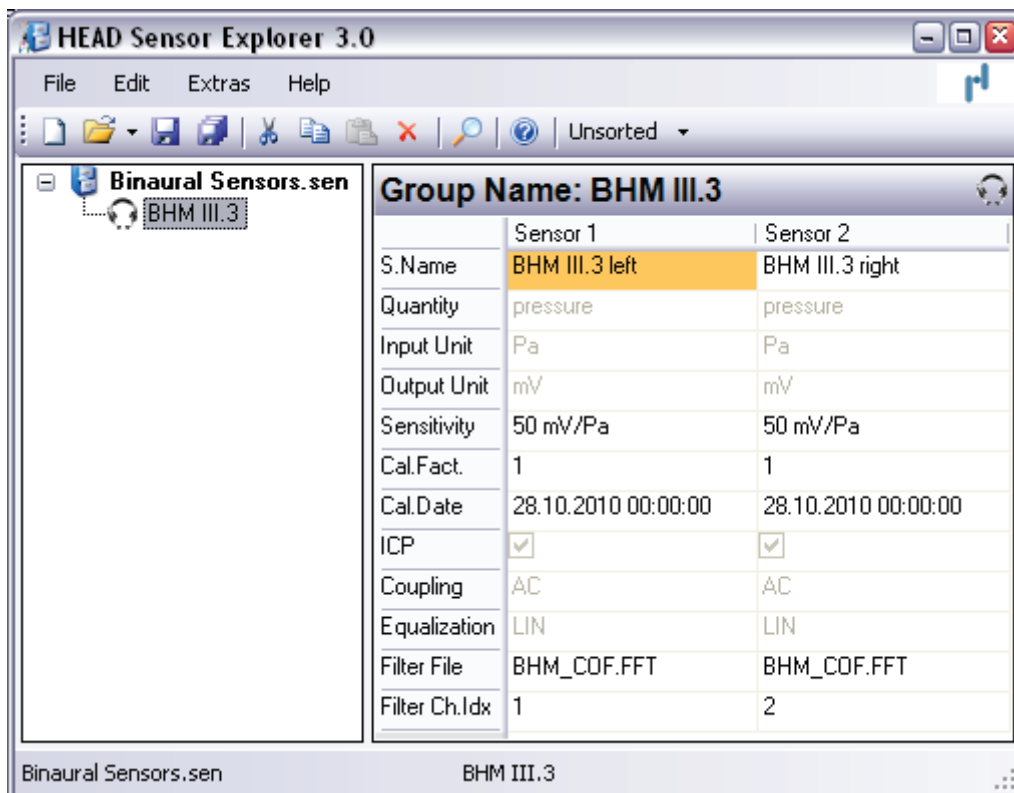 HEAD Sensor Explorer 3.0
File Edit Extras Help
Unsorted
Binaural Sensors.sen
BHM III.3
Group Name: BHM III.3
Sensor 1 Sensor 2
S.Name BHM III.3 left BHM III.3 right
Quantity pressure pressure
Input Unit Pa Pa
Output Unit mV mV
Sensitivity 50 mV/Pa 50 mV/Pa
Cal.Fact. 1 1
Cal.Date 28.10.2010 00:00:00 28.10.2010 00:00:00
ICP
Coupling AC AC
Equalization LIN LIN
Filter File BHM_COF.FFT BHM_COF.FFT
Filter Ch.Idx 1 2
Binaural Sensors.sen BHM III.3